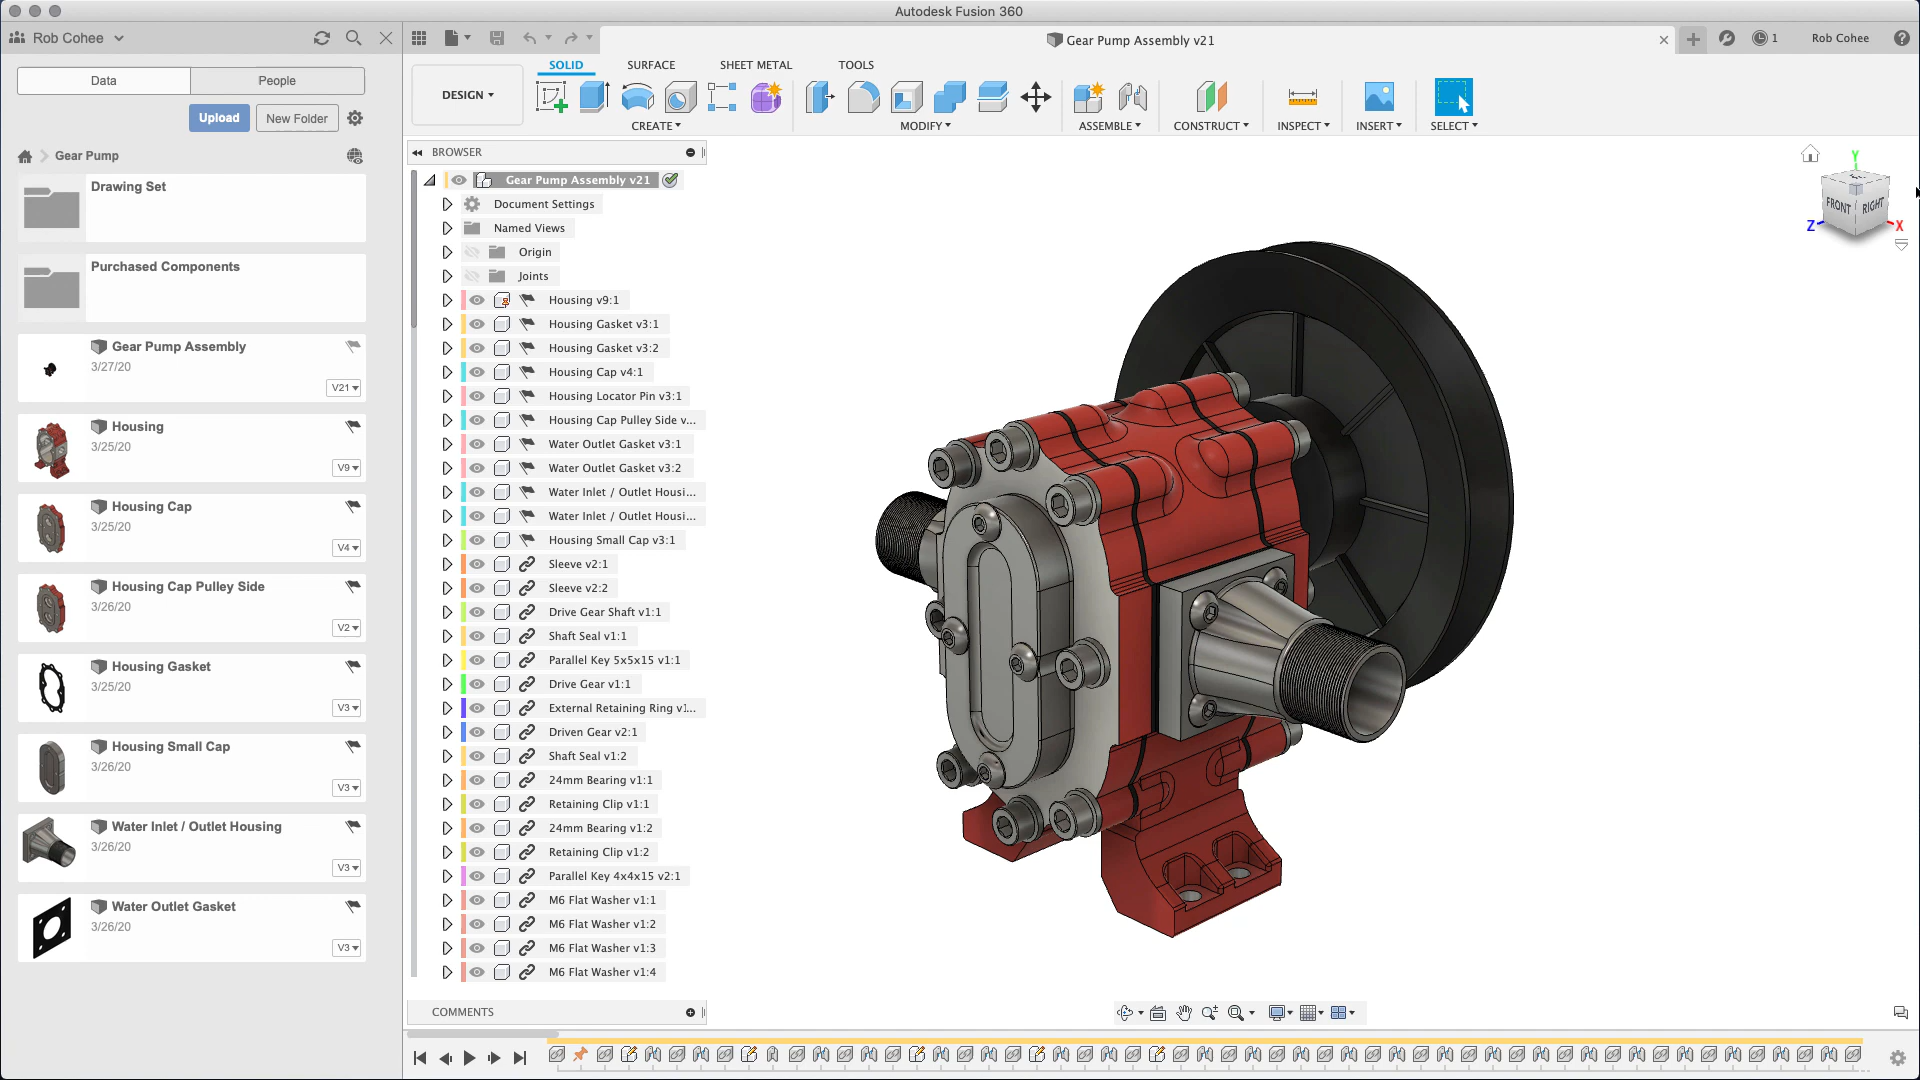 Autodesk Fusion 360
Rob Cohee
Gear Pump Assembly v21
1
Rob Cohee
Data
People
Upload
New Folder
Gear Pump
Drawing Set
Purchased Components
Gear Pump Assembly
3/27/20
V21
Housing
3/25/20
V9
Housing Cap
3/25/20
V4
Housing Cap Pulley Side
3/26/20
V2
Housing Gasket
3/25/20
V3
Housing Small Cap
3/26/20
V3
Water Inlet / Outlet Housing
3/26/20
V3
Water Outlet Gasket
3/26/20
V3
SOLID
SURFACE
SHEET METAL
TOOLS
DESIGN
CREATE
MODIFY
ASSEMBLE
CONSTRUCT
INSPECT
INSERT
SELECT
BROWSER
Gear Pump Assembly v21
Document Settings
Named Views
Origin
Joints
Housing v9:1
Housing Gasket v3:1
Housing Gasket v3:2
Housing Cap v4:1
Housing Locator Pin v3:1
Housing Cap Pulley Side v...
Water Outlet Gasket v3:1
Water Outlet Gasket v3:2
Water Inlet / Outlet Housi...
Water Inlet / Outlet Housi...
Housing Small Cap v3:1
Sleeve v2:1
Sleeve v2:2
Drive Gear Shaft v1:1
Shaft Seal v1:1
Parallel Key 5x5x15 v1:1
Drive Gear v1:1
External Retaining Ring v1...
Driven Gear v2:1
Shaft Seal v1:2
24mm Bearing v1:1
Retaining Clip v1:1
24mm Bearing v1:2
Retaining Clip v1:2
Parallel Key 4x4x15 v2:1
M6 Flat Washer v1:1
M6 Flat Washer v1:2
M6 Flat Washer v1:3
M6 Flat Washer v1:4
COMMENTS
Y
FRONT
RIGHT
Z
X